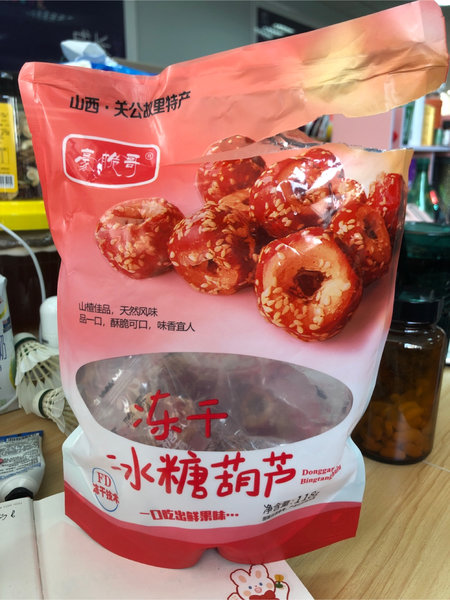 山西·关公故里特产
豪脆哥®
山楂佳品，天然风味
品一口，酥脆可口，味香宜人
冻干
冰糖葫芦
FD
冻干技术
Donggan
Bingtang
一口吃出鲜果味…
净含量：115g